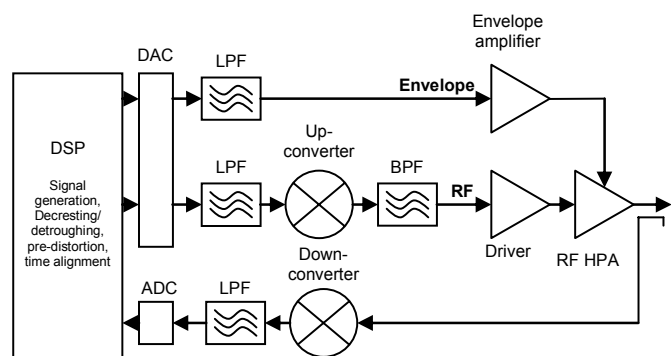 Envelope
amplifier
DAC
LPF
Envelope
DSP
Signal
generation,
Decresting/
detroughing,
pre-distortion,
time alignment
LPF
Up-
converter
BPF
RF
Driver
RF HPA
Down-
converter
ADC
LPF